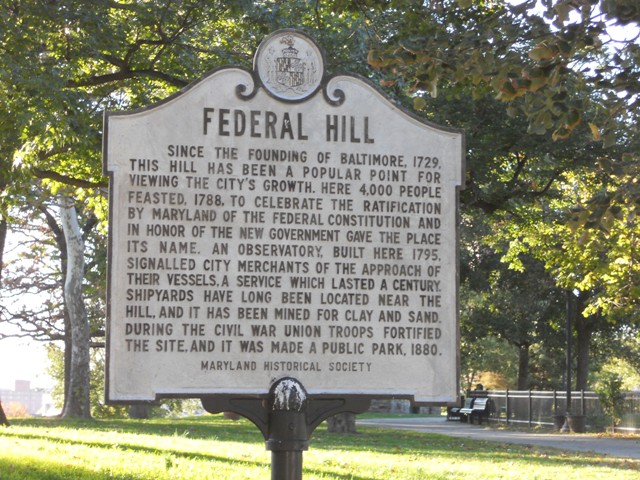 FEDERAL HILL
SINCE THE FOUNDING OF BALTIMORE, 1729,
THIS HILL HAS BEEN A POPULAR POINT FOR
VIEWING THE CITY'S GROWTH. HERE 4,000 PEOPLE
FEASTED, 1788, TO CELEBRATE THE RATIFICATION
BY MARYLAND OF THE FEDERAL CONSTITUTION AND
IN HONOR OF THE NEW GOVERNMENT GAVE THE PLACE
ITS NAME. AN OBSERVATORY, BUILT HERE 1795,
SIGNALLED CITY MERCHANTS OF THE APPROACH OF
THEIR VESSELS, A SERVICE WHICH LASTED A CENTURY.
SHIPYARDS HAVE LONG BEEN LOCATED NEAR THE
HILL, AND IT HAS BEEN MINED FOR CLAY AND SAND.
DURING THE CIVIL WAR UNION TROOPS FORTIFIED
THE SITE, AND IT WAS MADE A PUBLIC PARK, 1880.
MARYLAND HISTORICAL SOCIETY